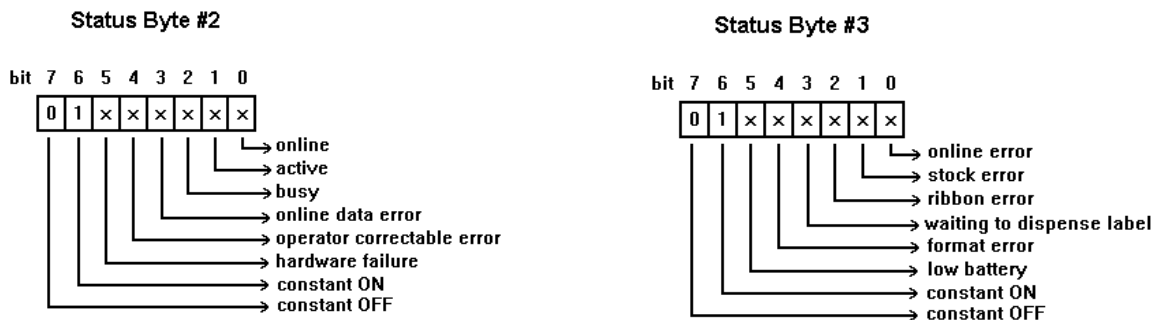 Status Byte #2
bit 7 6 5 4 3 2 1 0
0 1 × × × × × ×
online
active
busy
online data error
operator correctable error
hardware failure
constant ON
constant OFF
Status Byte #3
bit 7 6 5 4 3 2 1 0
0 1 × × × × × ×
online error
stock error
ribbon error
waiting to dispense label
format error
low battery
constant ON
constant OFF